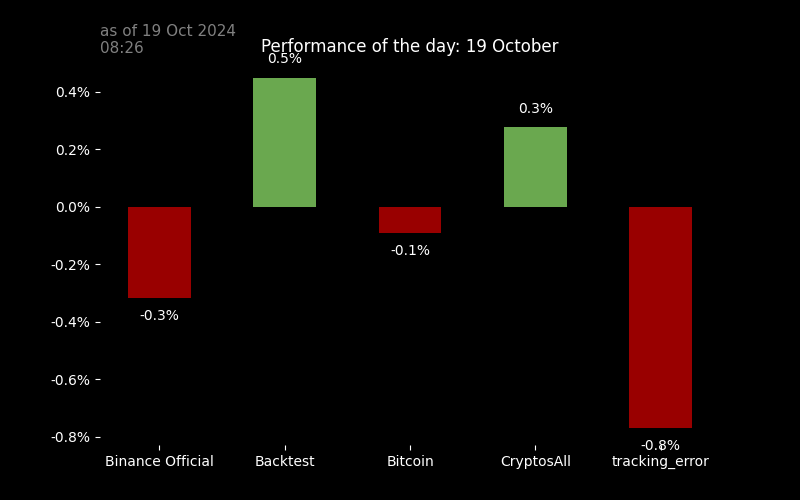 as of 19 Oct 2024
08:26
Performance of the day: 19 October
0.5%
0.4%
0.3%
0.2%
0.0%
-0.2%
-0.1%
-0.3%
-0.4%
-0.6%
-0.8%
-0.8%
Binance Official
Backtest
Bitcoin
CryptosAll
tracking_error